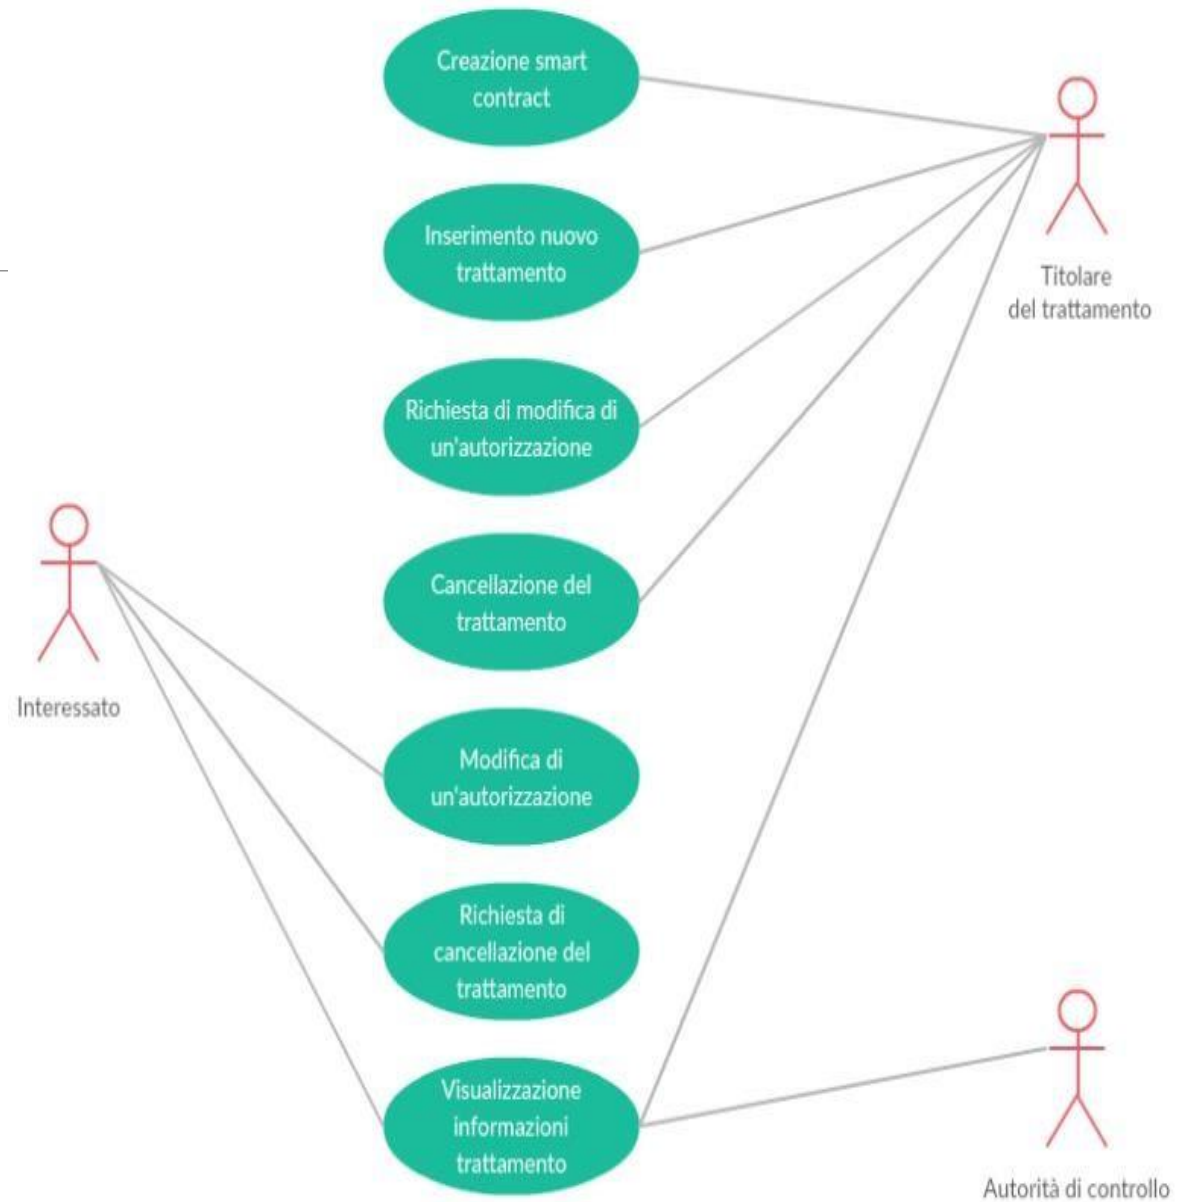 Creazione smart
contract
Inserimento nuovo
trattamento
Titolare
del trattamento
Richiesta di modifica di
un'autorizzazione
Cancellazione del
trattamento
Interessato
Modifica di
un'autorizzazione
Richiesta di
cancellazione del
trattamento
Visualizzazione
informazioni
trattamento
Autorità di controllo